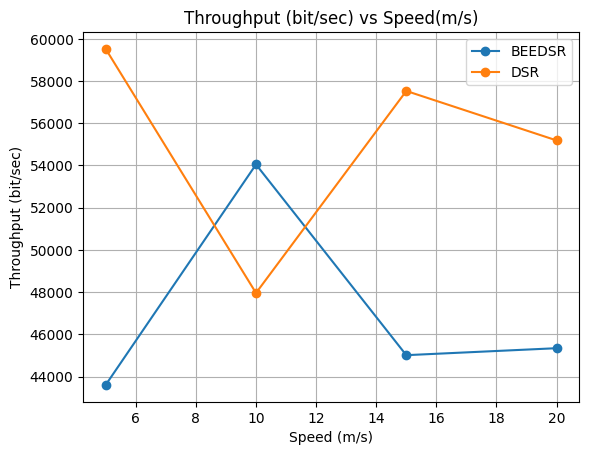 Throughput (bit/sec) vs Speed(m/s)
BEEDSR
DSR
Throughput (bit/sec)
60000
58000
56000
54000
52000
50000
48000
46000
44000
6 8 10 12 14 16 18 20
Speed (m/s)